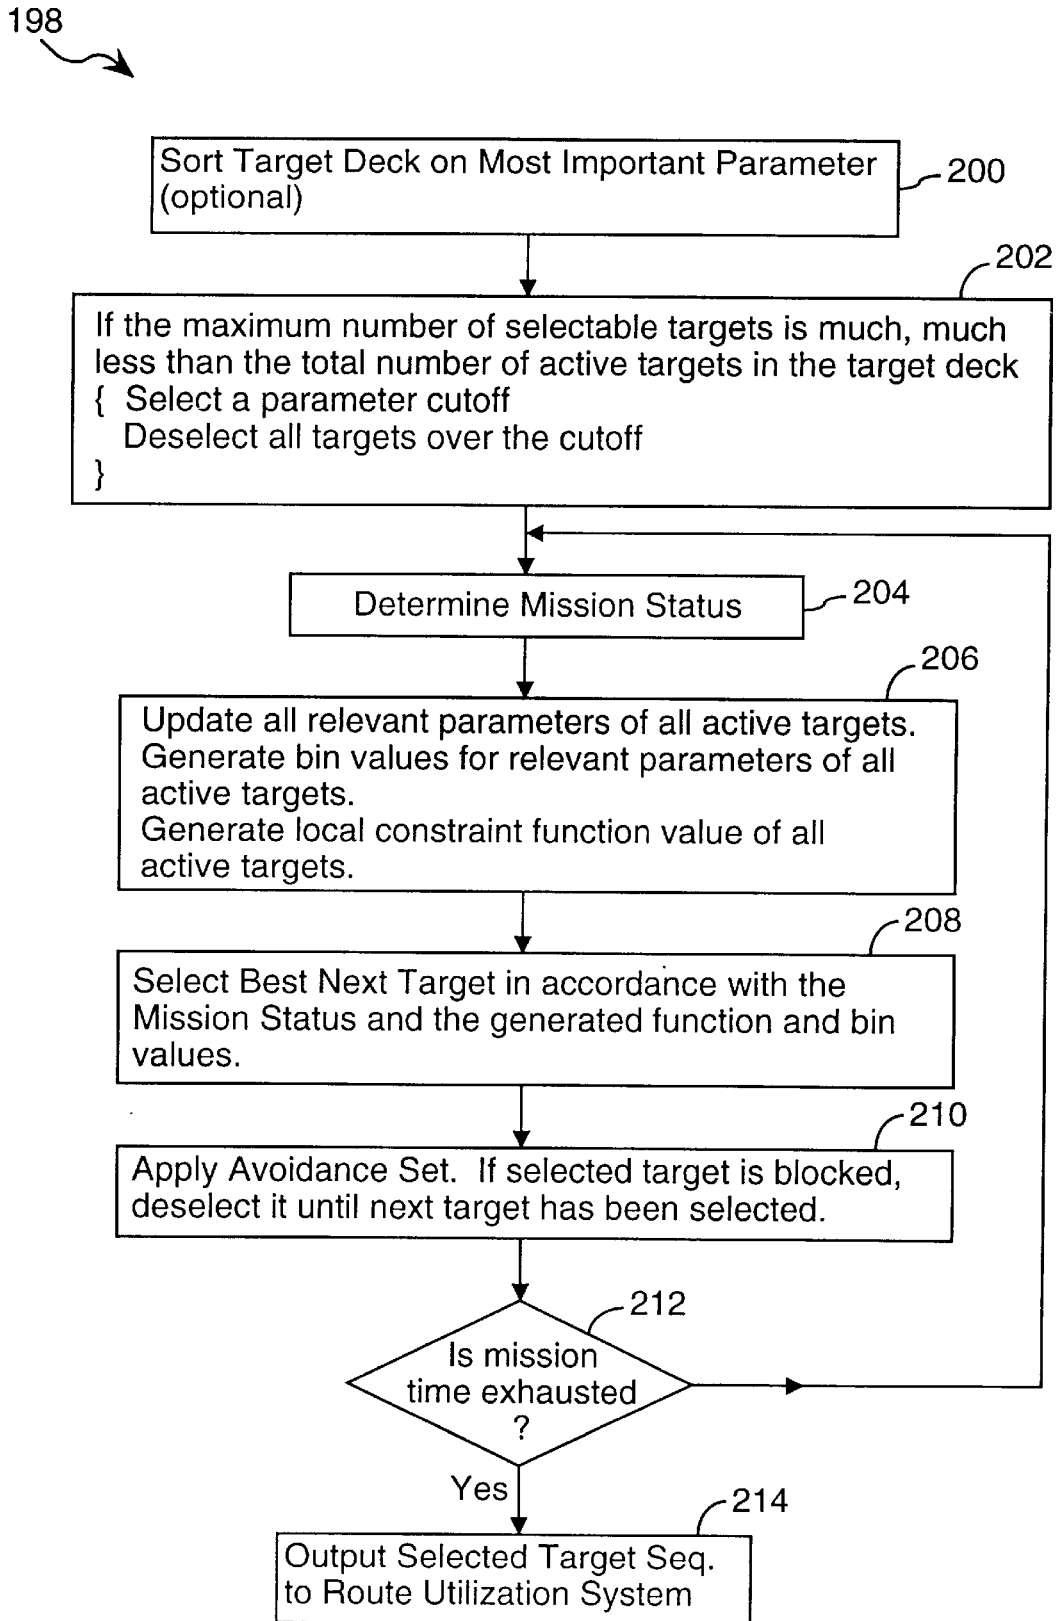 198
Sort Target Deck on Most Important Parameter
(optional)
200
202
If the maximum number of selectable targets is much, much
less than the total number of active targets in the target deck
{ Select a parameter cutoff
Deselect all targets over the cutoff
}
Determine Mission Status
204
206
Update all relevant parameters of all active targets.
Generate bin values for relevant parameters of all
active targets.
Generate local constraint function value of all
active targets.
208
Select Best Next Target in accordance with the
Mission Status and the generated function and bin
values.
210
Apply Avoidance Set. If selected target is blocked,
deselect it until next target has been selected.
212
Is mission
time exhausted
?
Yes
214
Output Selected Target Seq.
to Route Utilization System